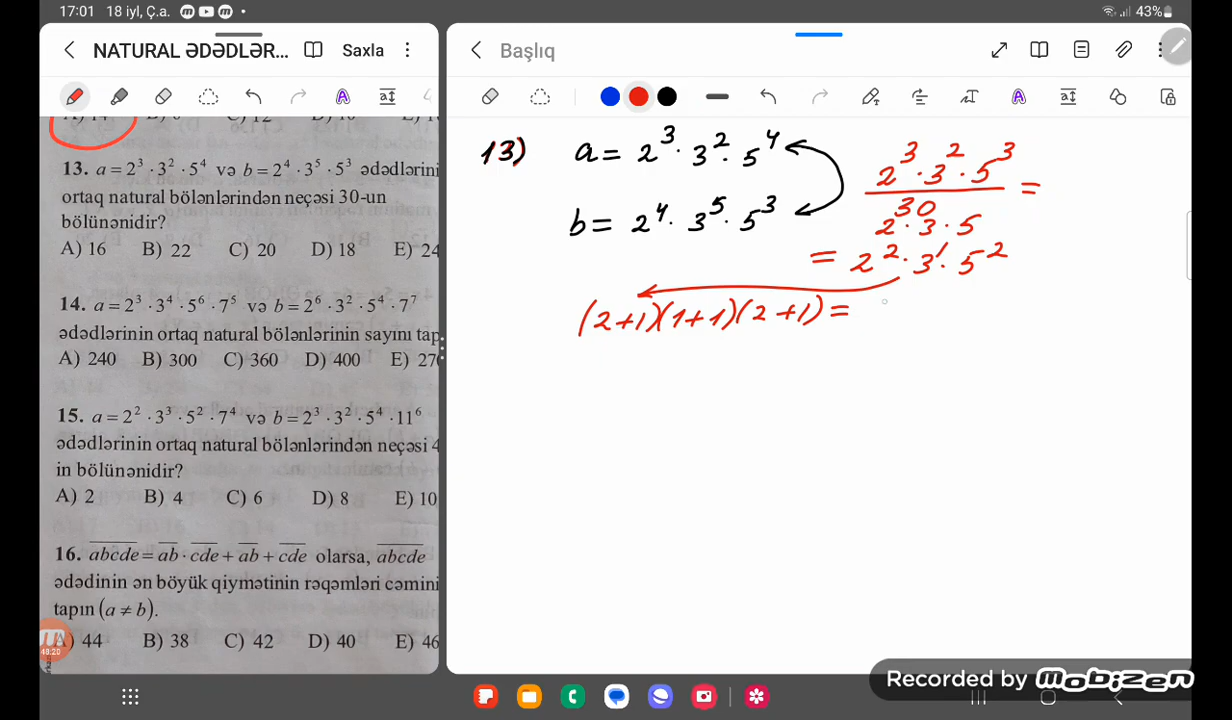 17:01 18 iyl, Ç.a. 43%
NATURAL ƏDƏDLƏR... Saxla
Başlıq
13. a = 2³ · 3² · 5⁴ və b = 2⁴ · 3⁵ · 5³ ədədlərini
ortaq natural bölənlərindən neçəsi 30-un
bölünənidir?
A) 16 B) 22 C) 20 D) 18 E) 24
14. a = 2³ · 3⁴ · 5⁶ · 7⁵ və b = 2⁶ · 3² · 5⁴ · 7⁷
ədədlərinin ortaq natural bölənlərinin sayını tap
A) 240 B) 300 C) 360 D) 400 E) 27
15. a = 2² · 3³ · 5² · 7⁴ və b = 2³ · 3² · 5⁴ · 11⁶
ədədlərinin ortaq natural bölənlərindən neçəsi 4
in bölünənidir?
A) 2 B) 4 C) 6 D) 8 E) 10
16. abcde = ab · cde + ab + cde olarsa, abcde
ədədinin ən böyük qiymətinin rəqəmləri cəmini
tapın (a ≠ b).
A) 44 B) 38 C) 42 D) 40 E) 46
48:20
13) a = 2³ · 3² · 5⁴
b = 2⁴ · 3⁵ · 5³
2³ · 3² · 5³ =
30
2 · 3 · 5
= 2² · 3¹ · 5²
(2+1)(1+1)(2+1) =
Recorded by mobizen